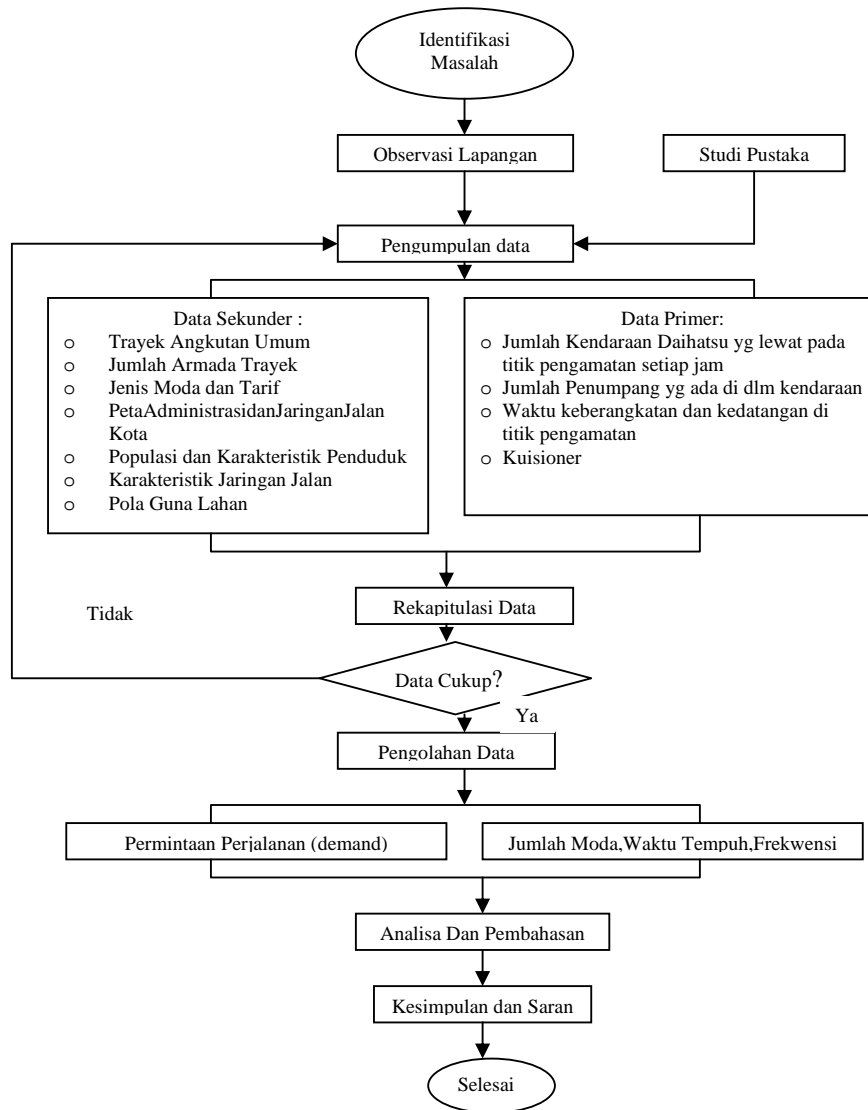 Identifikasi
Masalah
Observasi Lapangan
Studi Pustaka
Pengumpulan data
Data Sekunder :
o Trayek Angkutan Umum
o Jumlah Armada Trayek
o Jenis Moda dan Tarif
o PetaAdministrasidanJaringanJalan
Kota
o Populasi dan Karakteristik Penduduk
o Karakteristik Jaringan Jalan
o Pola Guna Lahan
Data Primer:
o Jumlah Kendaraan Daihatsu yg lewat pada
titik pengamatan setiap jam
o Jumlah Penumpang yg ada di dlm kendaraan
o Waktu keberangkatan dan kedatangan di
titik pengamatan
o Kuisioner
Rekapitulasi Data
Tidak
Data Cukup?
Ya
Pengolahan Data
Permintaan Perjalanan (demand)
Jumlah Moda,Waktu Tempuh,Frekwensi
Analisa Dan Pembahasan
Kesimpulan dan Saran
Selesai